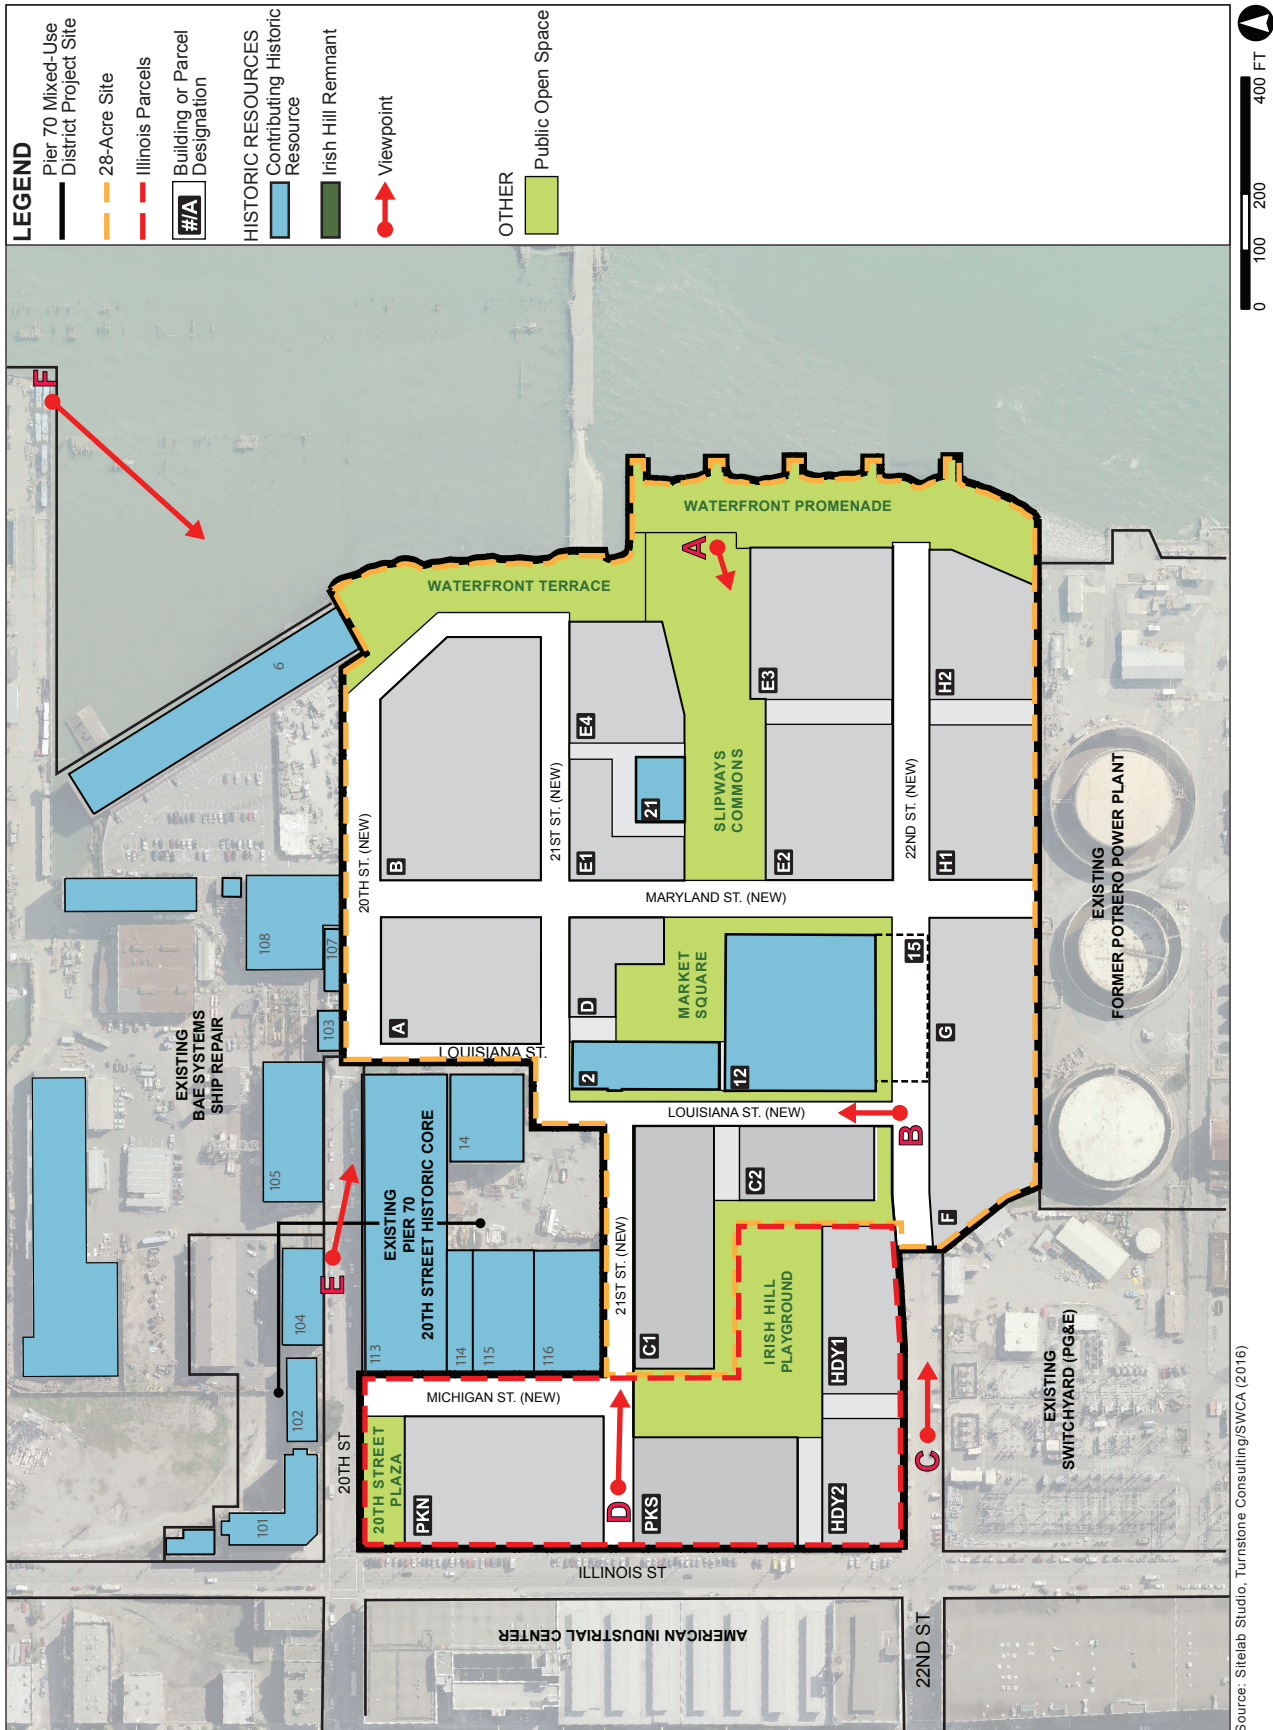 LEGEND
Pier 70 Mixed-Use
District Project Site
28-Acre Site
Illinois Parcels
#/A
Building or Parcel
Designation
HISTORIC RESOURCES
Contributing Historic
Resource
Irish Hill Remnant
Viewpoint
OTHER
Public Open Space
0
100
200
400 FT
F
6
WATERFRONT TERRACE
WATERFRONT PROMENADE
A
EXISTING
BAE SYSTEMS
SHIP REPAIR
108
107
103
105
104
102
101
20TH ST. (NEW)
B
A
21ST ST. (NEW)
E4
E1
21
E3
E2
SLIPWAYS
COMMONS
22ND ST. (NEW)
H2
H1
MARYLAND ST. (NEW)
LOUISIANA ST.
D
MARKET
SQUARE
2
12
15
G
LOUISIANA ST. (NEW)
B
F
EXISTING
PIER 70
20TH STREET HISTORIC CORE
14
113
114
115
116
E
21ST ST. (NEW)
C1
C2
IRISH HILL
PLAYGROUND
HDY1
HDY2
MICHIGAN ST. (NEW)
20TH ST
20TH STREET
PLAZA
PKN
D
PKS
C
ILLINOIS ST
22ND ST
AMERICAN INDUSTRIAL CENTER
EXISTING
FORMER POTRERO POWER PLANT
EXISTING
SWITCHYARD (PG&E)
Source: Sitelab Studio, Turnstone Consulting/SWCA (2016)